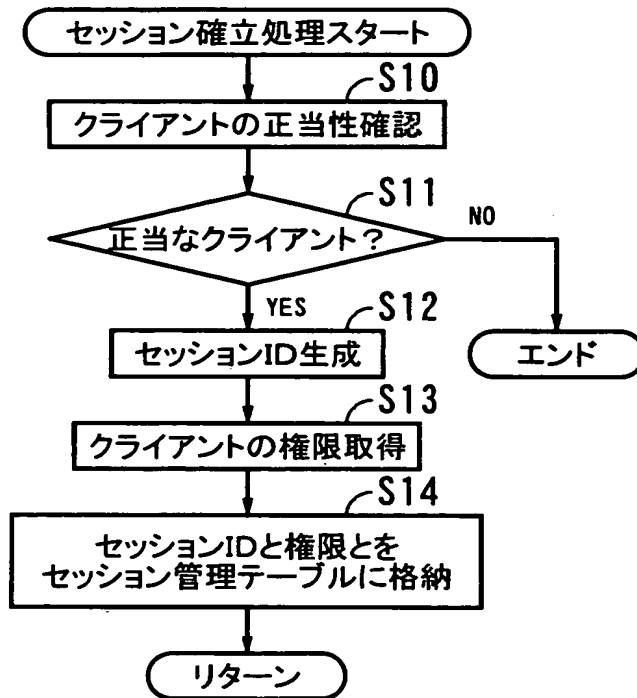 セッション確立処理スタート
S10
クライアントの正当性確認
S11
正当なクライアント?
NO
YES
S12
セッションID生成
エンド
S13
クライアントの権限取得
S14
セッションIDと権限とを
セッション管理テーブルに格納
リターン